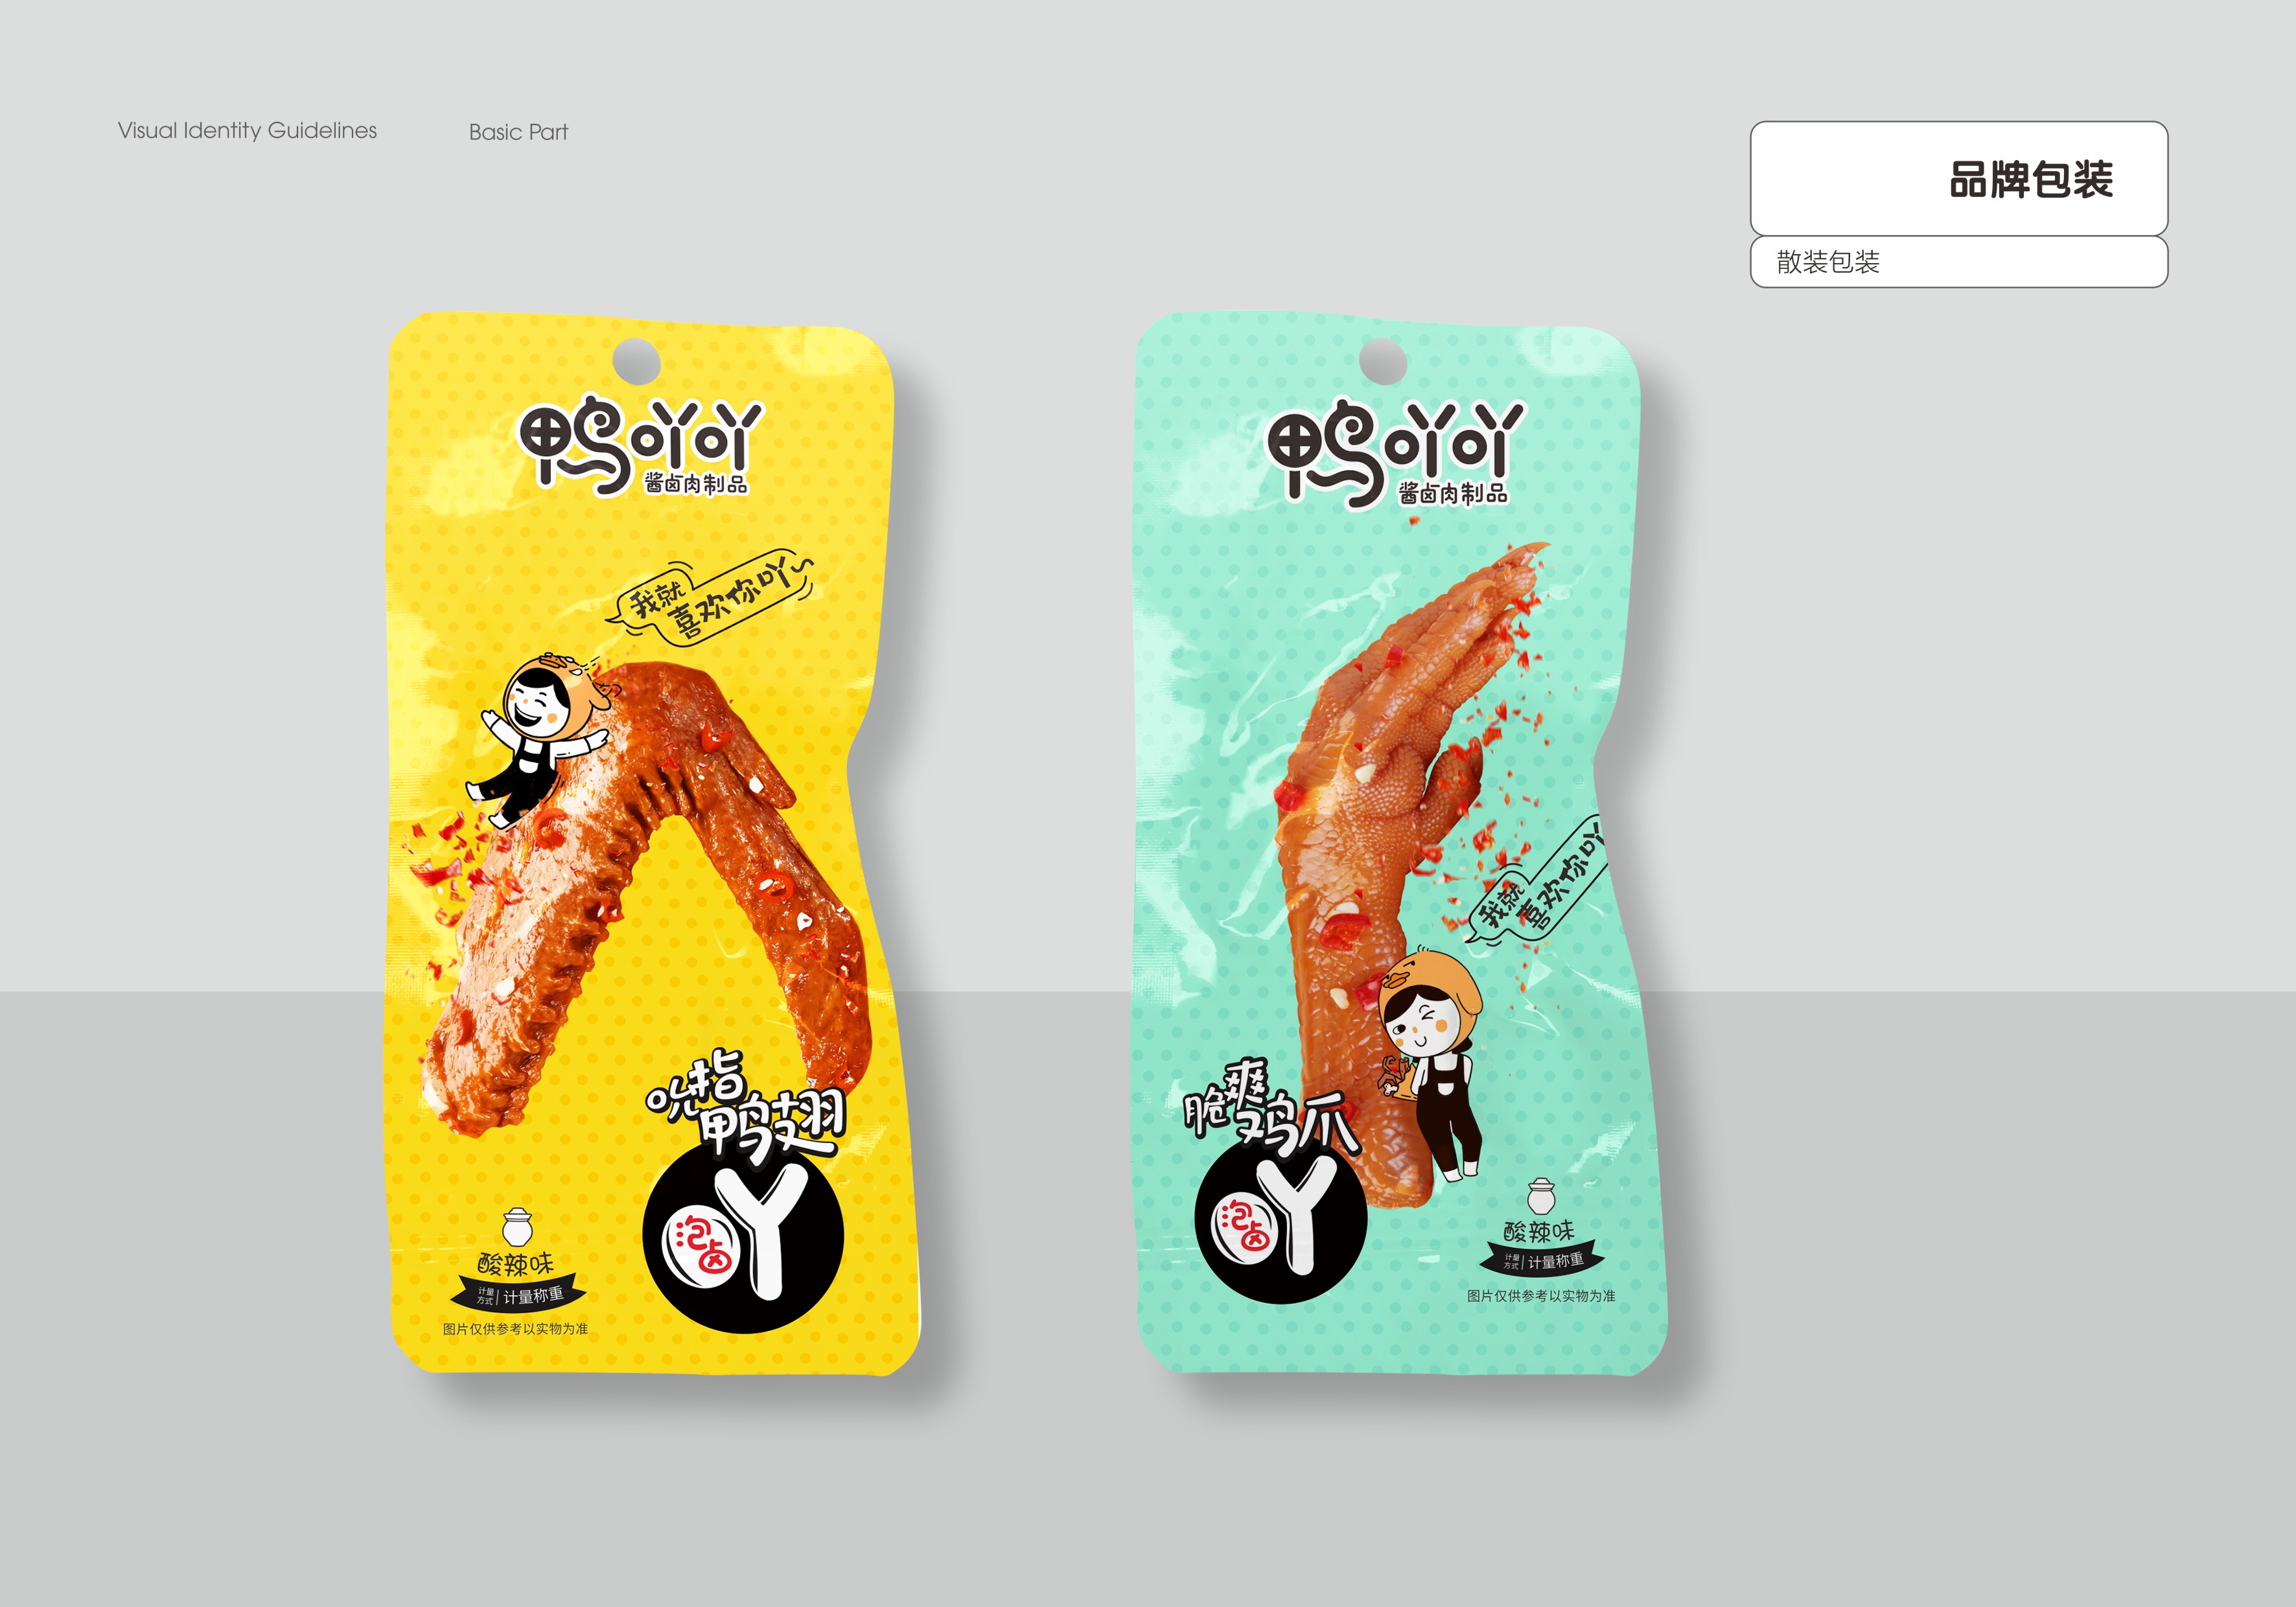 Visual Identity Guidelines
Basic Part
品牌包装
散装包装
鸭吖吖
酱卤肉制品
我就
喜欢你吖~
吮指
鸭翅
泡卤
吖
酸辣味
计量
方式
计量称重
图片仅供参考以实物为准
鸭吖吖
酱卤肉制品
我就
喜欢你吖
脆爽
鸡爪
泡卤
吖
酸辣味
计量
方式
计量称重
图片仅供参考以实物为准